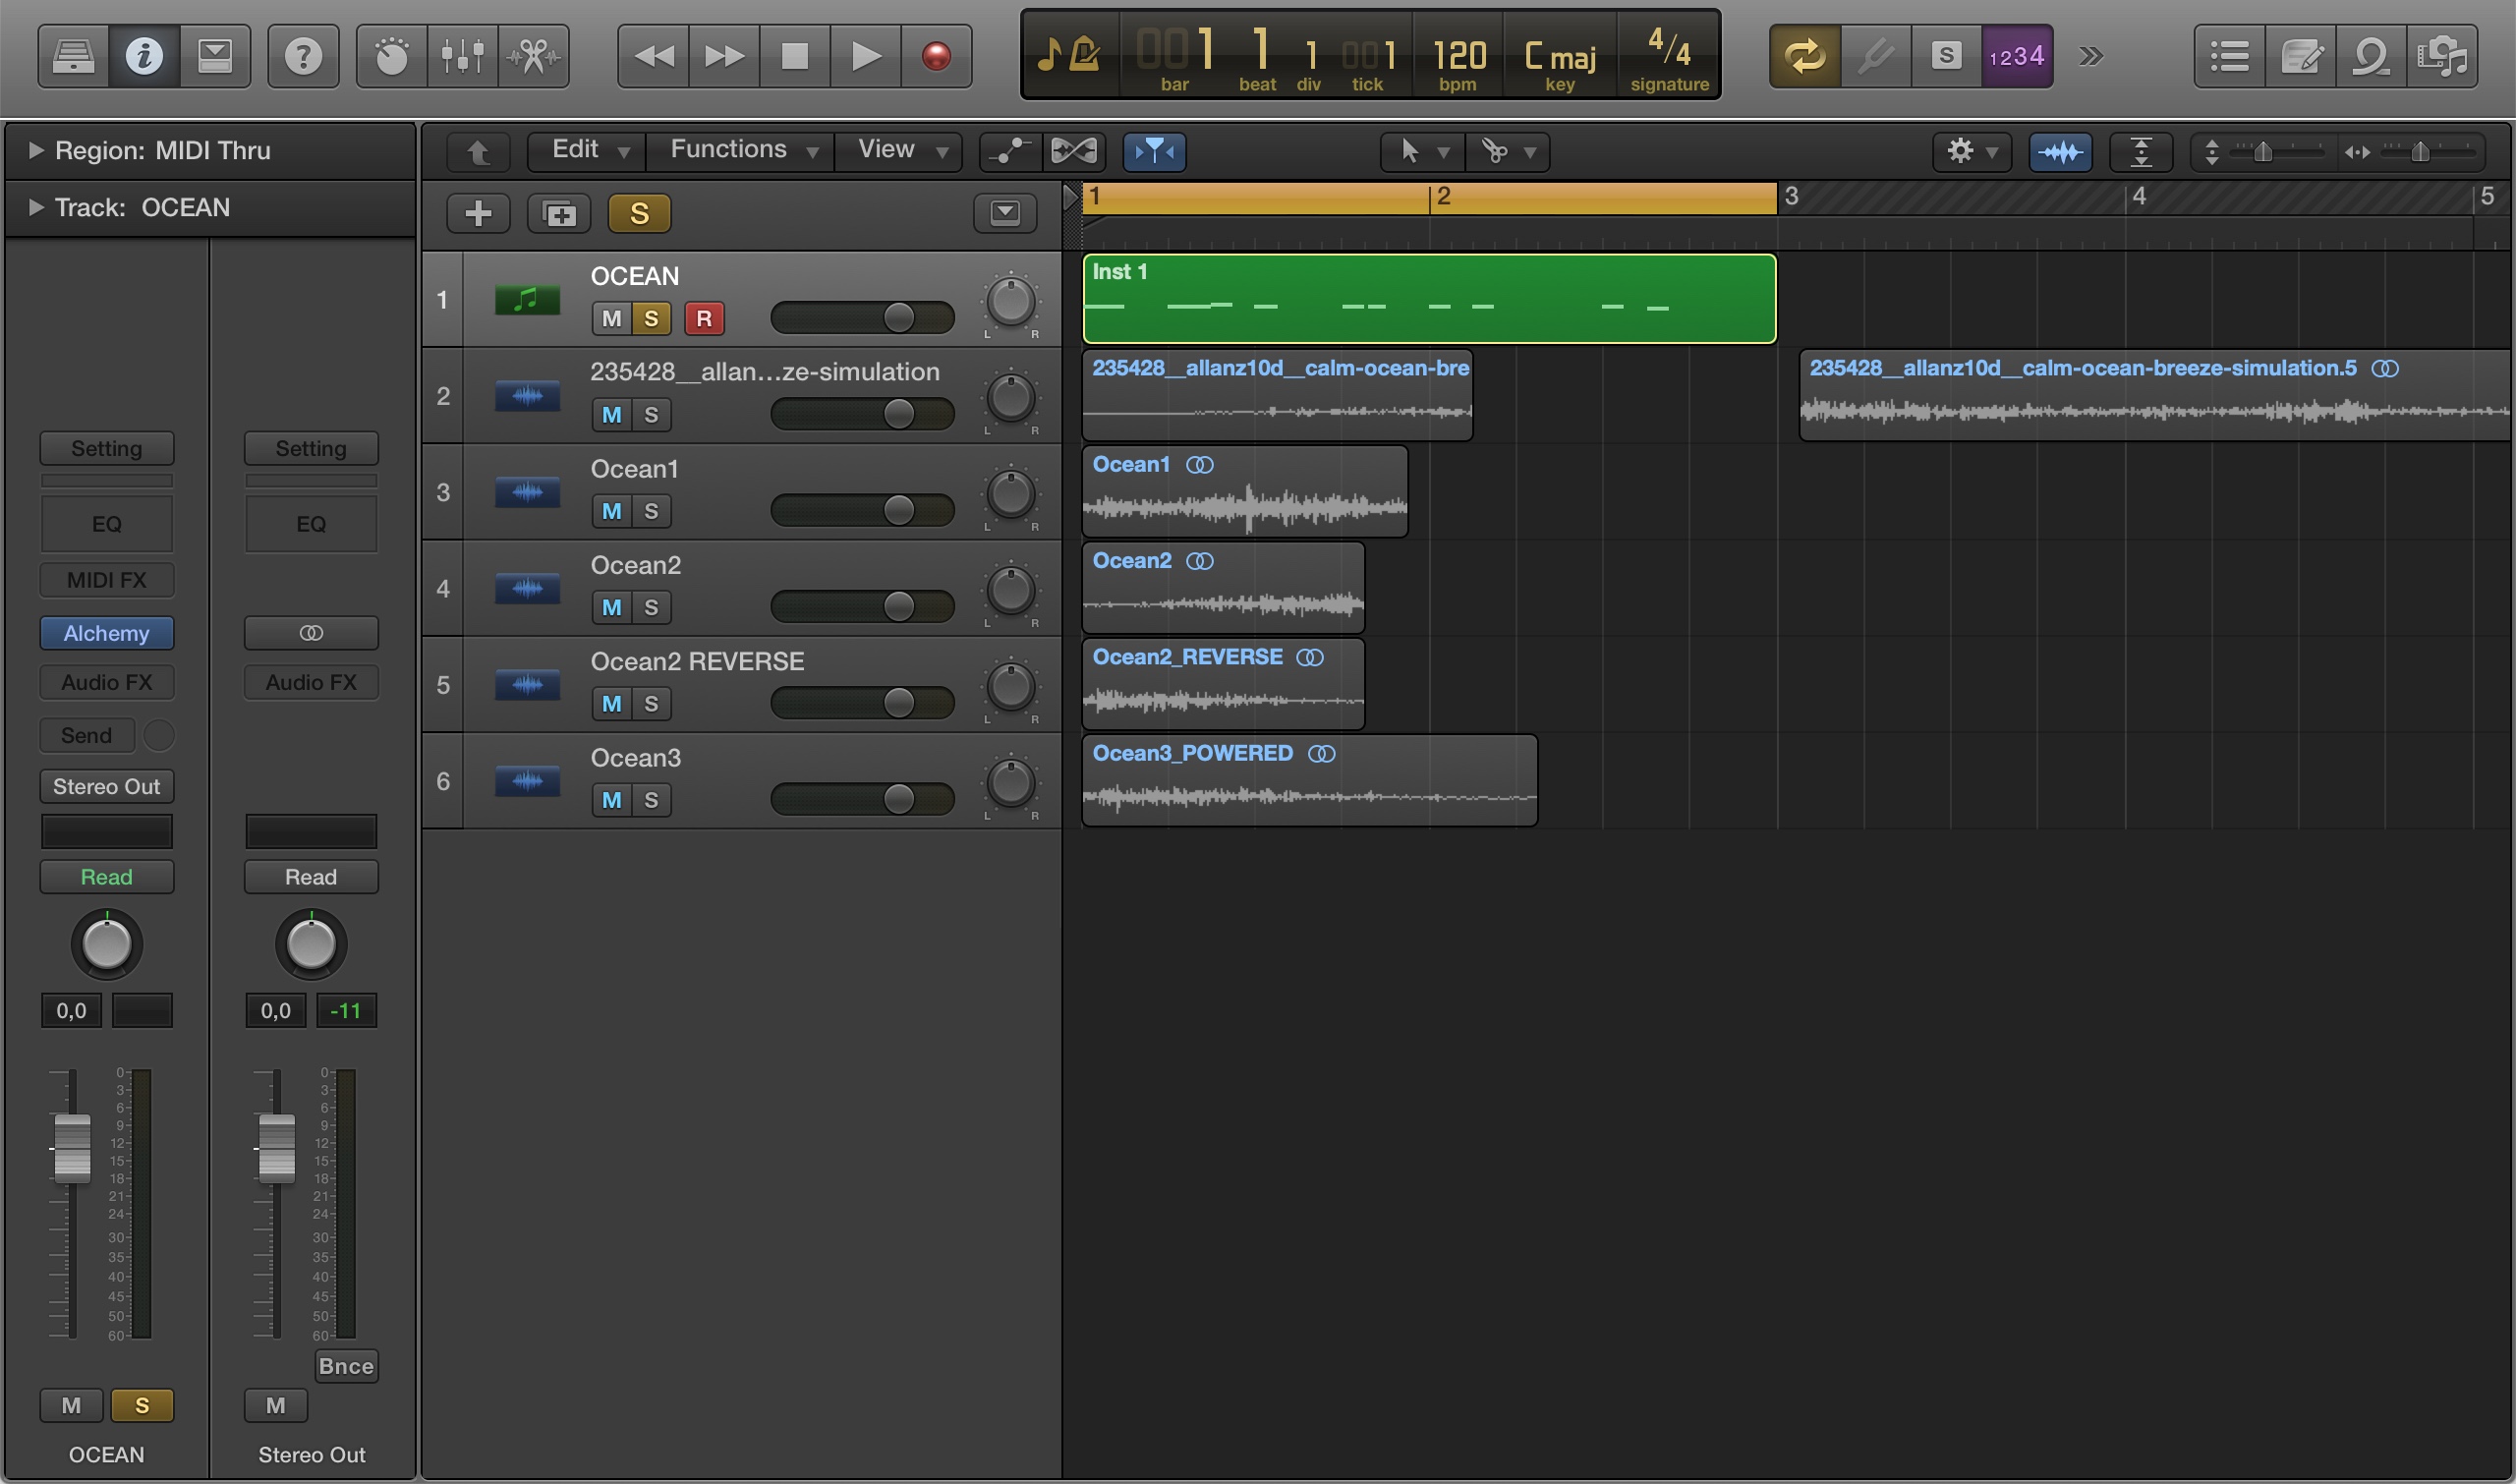 001 1 1 001 120 C maj 4/4
bar beat div tick bpm key signature
S 1234
Region: MIDI Thru
Edit Functions View
Track: OCEAN
S
1 2 3 4 5
1 OCEAN
M S R
L R
Inst 1
2 235428__allan...ze-simulation
M S
L R
235428__allanz10d__calm-ocean-bre
235428__allanz10d__calm-ocean-breeze-simulation.5
3 Ocean1
M S
L R
Ocean1
4 Ocean2
M S
L R
Ocean2
5 Ocean2 REVERSE
M S
L R
Ocean2_REVERSE
6 Ocean3
M S
L R
Ocean3_POWERED
Setting Setting
EQ EQ
MIDI FX
Alchemy
Audio FX Audio FX
Send
Stereo Out
Read Read
0,0 0,0 -11
0 0
3 3
6 6
9 9
12 12
15 15
18 18
21 21
24 24
30 30
35 35
40 40
45 45
50 50
60 60
Bnce
M S M
OCEAN Stereo Out